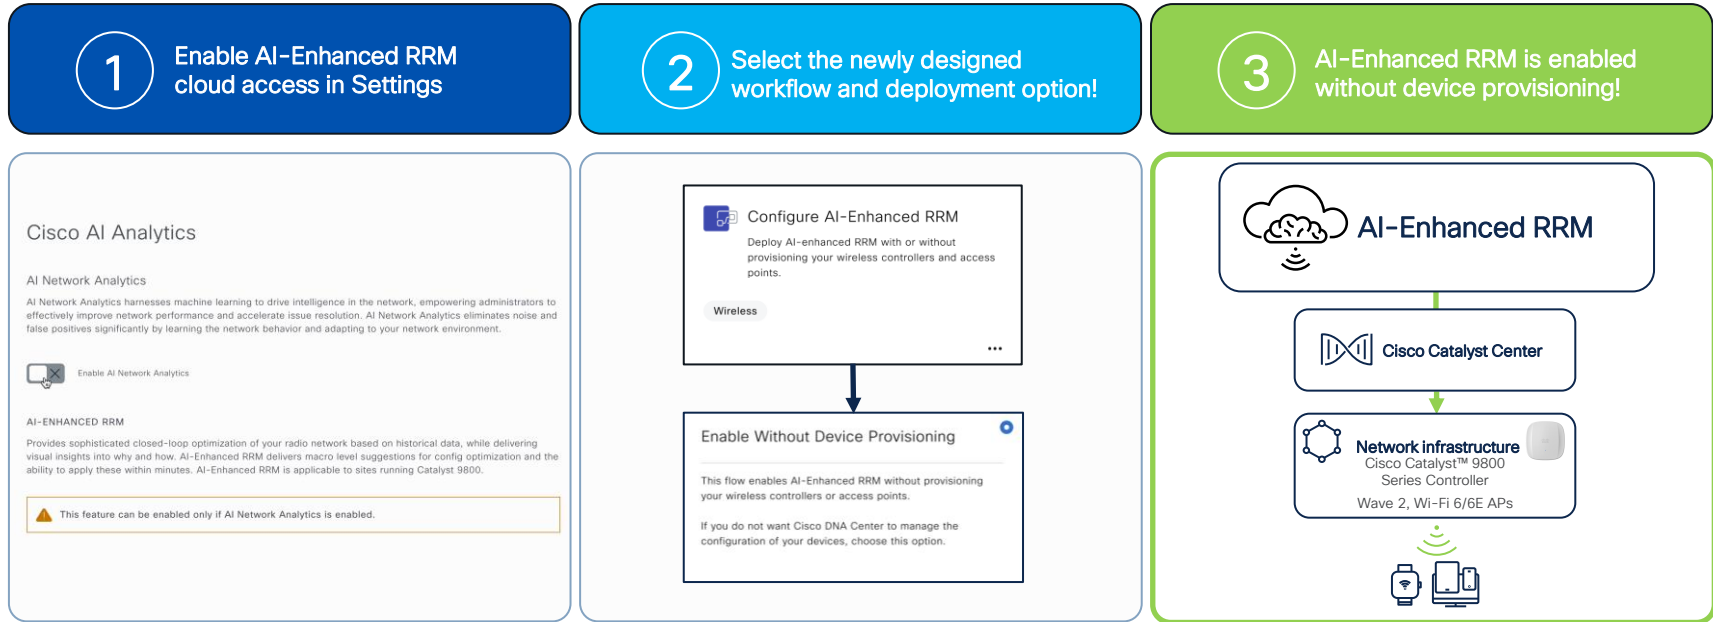 1
Enable AI-Enhanced RRM
cloud access in Settings
2
Select the newly designed
workflow and deployment option!
3
AI-Enhanced RRM is enabled
without device provisioning!
Cisco AI Analytics
AI Network Analytics
AI Network Analytics harnesses machine learning to drive intelligence in the network, empowering administrators to
effectively improve network performance and accelerate issue resolution. AI Network Analytics eliminates noise and
false positives significantly by learning the network behavior and adapting to your network environment.
Enable AI Network Analytics
AI-ENHANCED RRM
Provides sophisticated closed-loop optimization of your radio network based on historical data, while delivering
visual insights into why and how. AI-Enhanced RRM delivers macro level suggestions for config optimization and the
ability to apply these within minutes. AI-Enhanced RRM is applicable to sites running Catalyst 9800.
This feature can be enabled only if AI Network Analytics is enabled.
Configure AI-Enhanced RRM
Deploy AI-enhanced RRM with or without
provisioning your wireless controllers and access
points.
Wireless
Enable Without Device Provisioning
This flow enables AI-Enhanced RRM without provisioning
your wireless controllers or access points.
If you do not want Cisco DNA Center to manage the
configuration of your devices, choose this option.
AI-Enhanced RRM
Cisco Catalyst Center
Network infrastructure
Cisco Catalyst™ 9800
Series Controller
Wave 2, Wi-Fi 6/6E APs